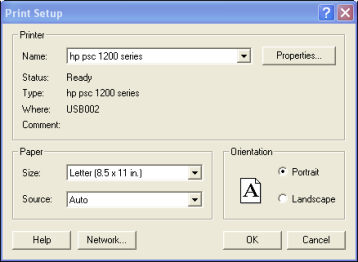 Print Setup
Printer
Name: hp psc 1200 series Properties...
Status: Ready
Type: hp psc 1200 series
Where: USB002
Comment:
Paper
Size: Letter (8.5 x 11 in.)
Source: Auto
Orientation
A
Portrait
Landscape
Help Network... OK Cancel